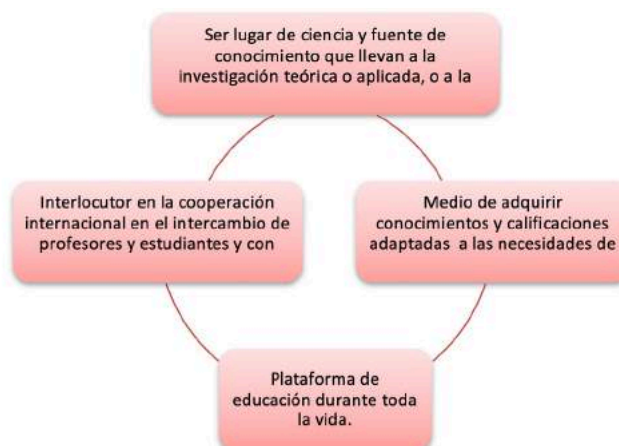 Ser lugar de ciencia y fuente de
conocimiento que llevan a la
investigación teórica o aplicada, o a la
Interlocutor en la cooperación
internacional en el intercambio de
profesores y estudiantes y con
Medio de adquirir
conocimientos y calificaciones
adaptadas a las necesidades de
Plataforma de
educación durante toda
la vida.